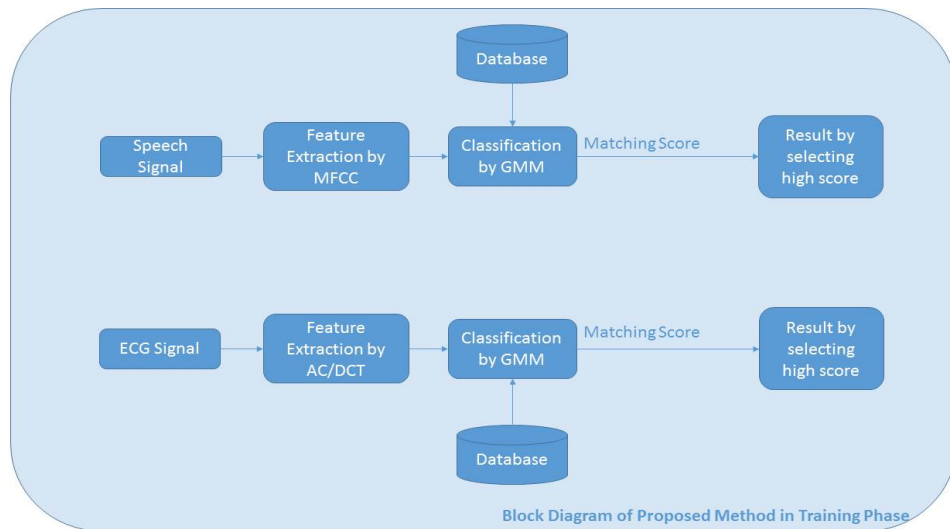 Database
Speech
Signal
Feature
Extraction by
MFCC
Classification
by GMM
Matching Score
Result by
selecting
high score
ECG Signal
Feature
Extraction by
AC/DCT
Classification
by GMM
Matching Score
Result by
selecting
high score
Database
Block Diagram of Proposed Method in Training Phase